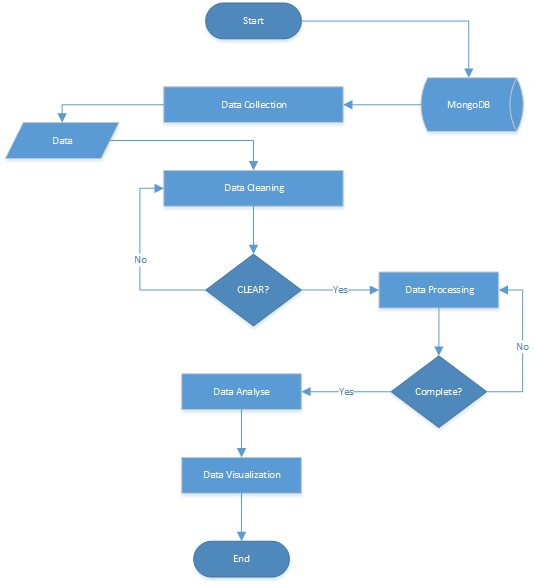 Start
MongoDB
Data Collection
Data
Data Cleaning
No
CLEAR?
Yes
Data Processing
No
Complete?
Yes
Data Analyse
Data Visualization
End